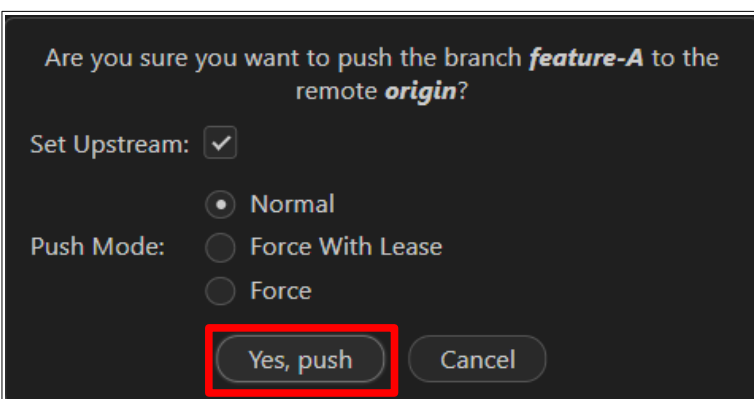 Are you sure you want to push the branch feature-A to the
remote origin?
Set Upstream:
Normal
Push Mode:
Force With Lease
Force
Yes, push
Cancel